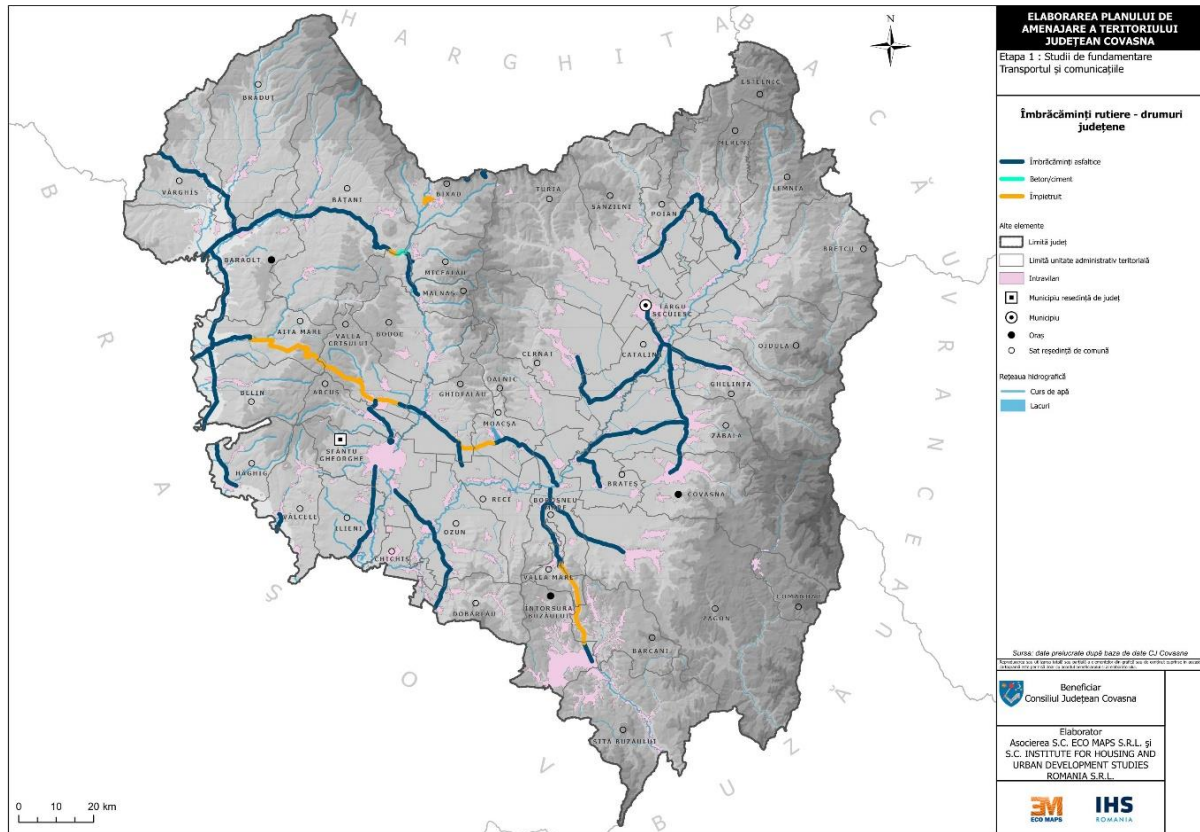 HARGHITA
BACĂU
VRANCEA
BUZĂU
BRAȘOV
N
ESTELNIC
BRĂDUȚ
MERENI
LEMNIA
VÂRGHIȘ
BĂȚANI
BIXAD
TURIA
SÂNZIENI
POIAN
BRETCU
BARAOLT
MICFALĂU
MALNAȘ
TÂRGU
SECUIESC
AITA MARE
VALEA
CRIȘULUI
BODOC
CATALINA
OJDULA
CERNAT
GHELINȚA
DALNIC
BELIN
ARCUȘ
GHIDFALĂU
MOACȘA
ZĂBALA
SFÂNTU
GHEORGHE
HĂGHIG
BRATEȘ
COVASNA
RECI
BOROȘNEU
MARE
VÂLCELE
ILIENI
OZUN
CHICHIȘ
VALEA MARE
ÎNTORSURA
BUZĂULUI
DOBÂRLĂU
ZAGON
COMANDĂU
BARCANI
SITA BUZĂULUI
0 10 20 km
ELABORAREA PLANULUI DE
AMENAJARE A TERITORIULUI
JUDEȚEAN COVASNA
Etapa 1 : Studii de fundamentare
Transportul și comunicațiile
Îmbrăcăminți rutiere - drumuri
județene
Îmbrăcăminți asfaltice
Beton/ciment
Împietruit
Alte elemente
Limită județ
Limită unitate administrativ teritorială
Intravilan
Municipiu reședință de județ
Municipiu
Oraș
Sat reședință de comună
Rețeaua hidrografică
Curs de apă
Lacuri
Sursa: date prelucrate după baza de date CJ Covasna
Beneficiar
Consiliul Județean Covasna
Elaborator
Asocierea S.C. ECO MAPS S.R.L. și
S.C. INSTITUTE FOR HOUSING AND
URBAN DEVELOPMENT STUDIES
ROMANIA S.R.L.
EM
ECO MAPS
IHS
ROMANIA